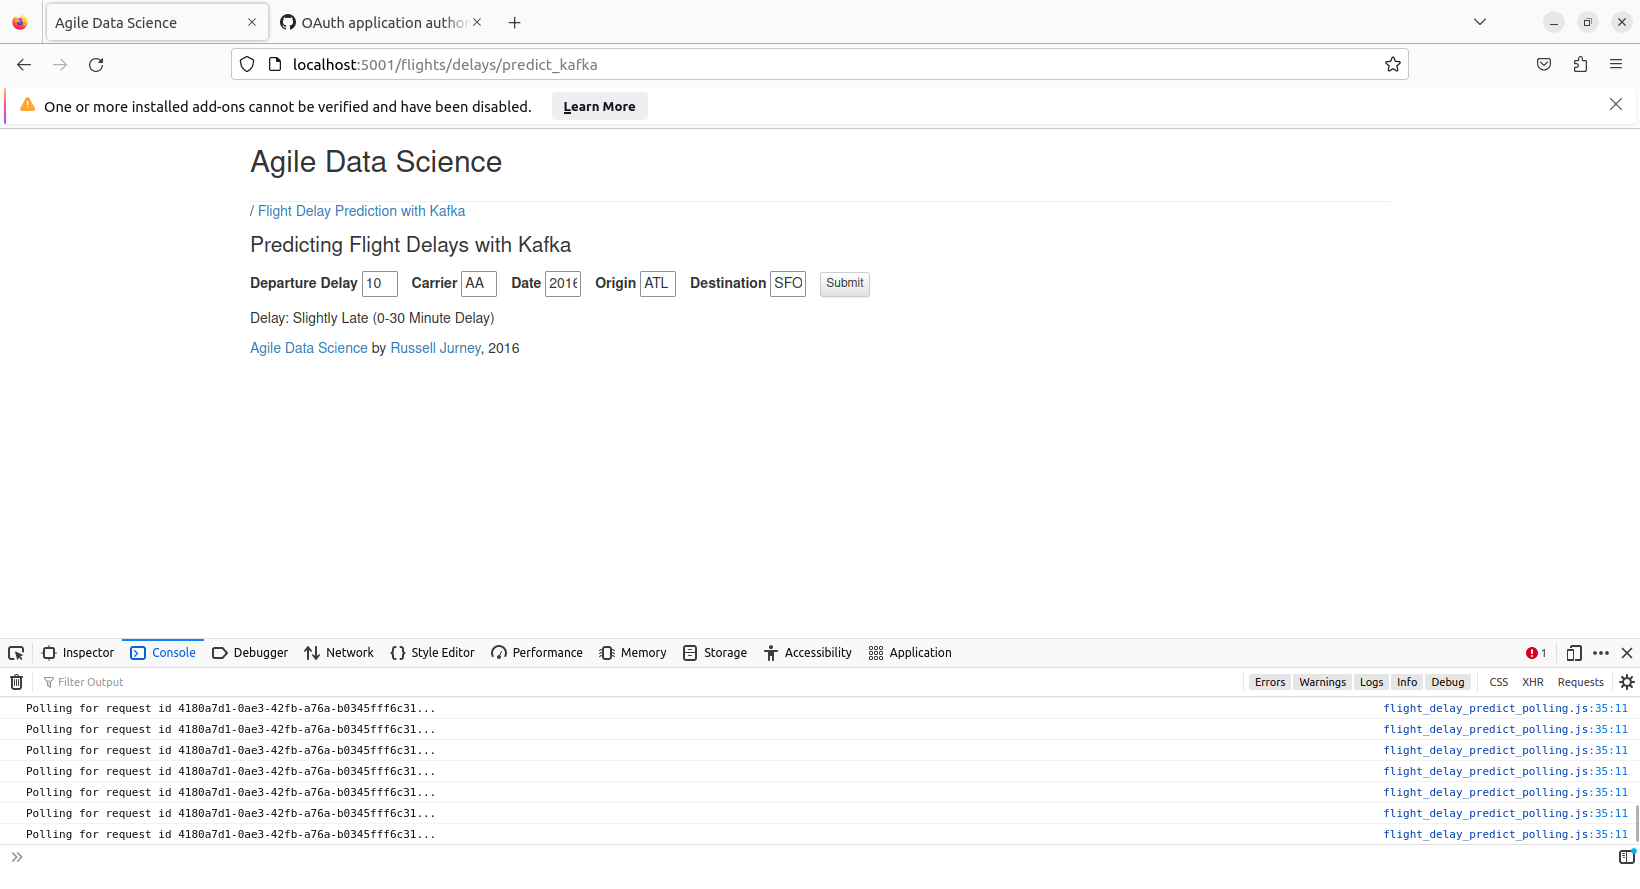 Agile Data Science
OAuth application autho
localhost:5001/flights/delays/predict_kafka
One or more installed add-ons cannot be verified and have been disabled. Learn More
Agile Data Science
/ Flight Delay Prediction with Kafka
Predicting Flight Delays with Kafka
Departure Delay 10 Carrier AA Date 2016 Origin ATL Destination SFO Submit
Delay: Slightly Late (0-30 Minute Delay)
Agile Data Science by Russell Jurney, 2016
Inspector Console Debugger Network Style Editor Performance Memory Storage Accessibility Application 1
Filter Output Errors Warnings Logs Info Debug CSS XHR Requests
Polling for request id 4180a7d1-0ae3-42fb-a76a-b0345fff6c31... flight_delay_predict_polling.js:35:11
Polling for request id 4180a7d1-0ae3-42fb-a76a-b0345fff6c31... flight_delay_predict_polling.js:35:11
Polling for request id 4180a7d1-0ae3-42fb-a76a-b0345fff6c31... flight_delay_predict_polling.js:35:11
Polling for request id 4180a7d1-0ae3-42fb-a76a-b0345fff6c31... flight_delay_predict_polling.js:35:11
Polling for request id 4180a7d1-0ae3-42fb-a76a-b0345fff6c31... flight_delay_predict_polling.js:35:11
Polling for request id 4180a7d1-0ae3-42fb-a76a-b0345fff6c31... flight_delay_predict_polling.js:35:11
Polling for request id 4180a7d1-0ae3-42fb-a76a-b0345fff6c31... flight_delay_predict_polling.js:35:11